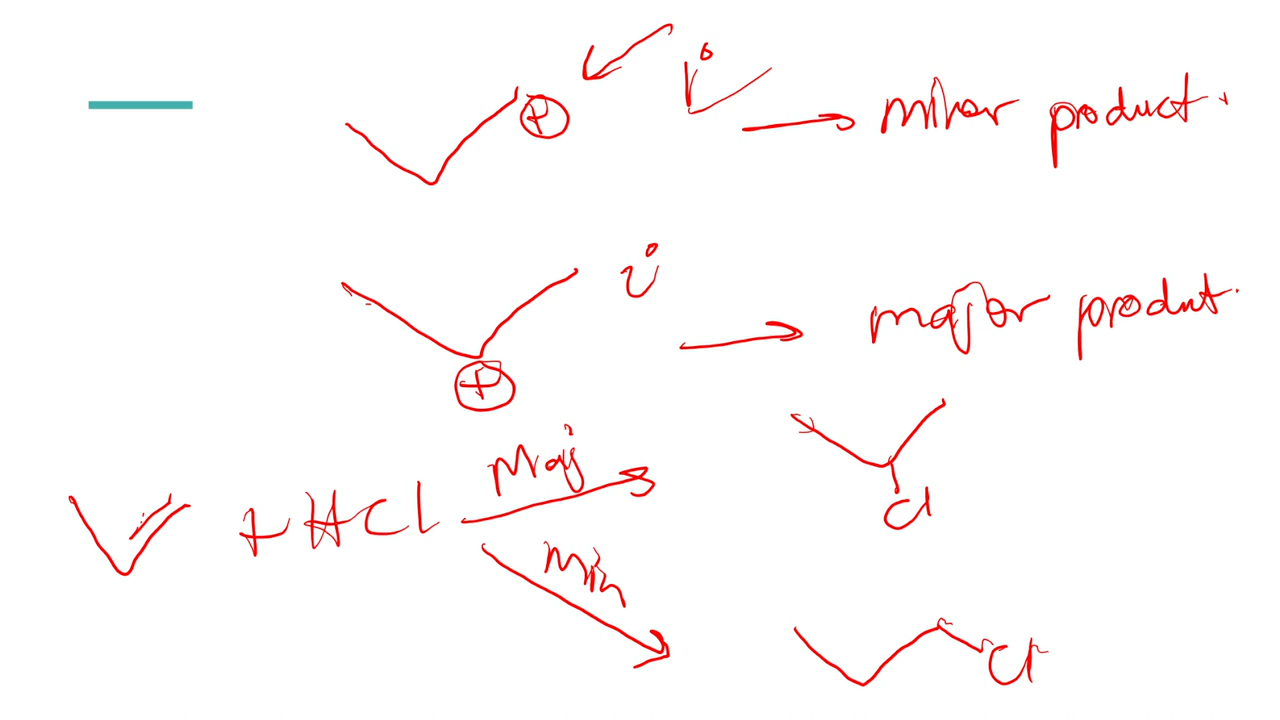 + 1° → minor product.
2° → major product.
+
+ HCl Maj
Cl
Min
Cl